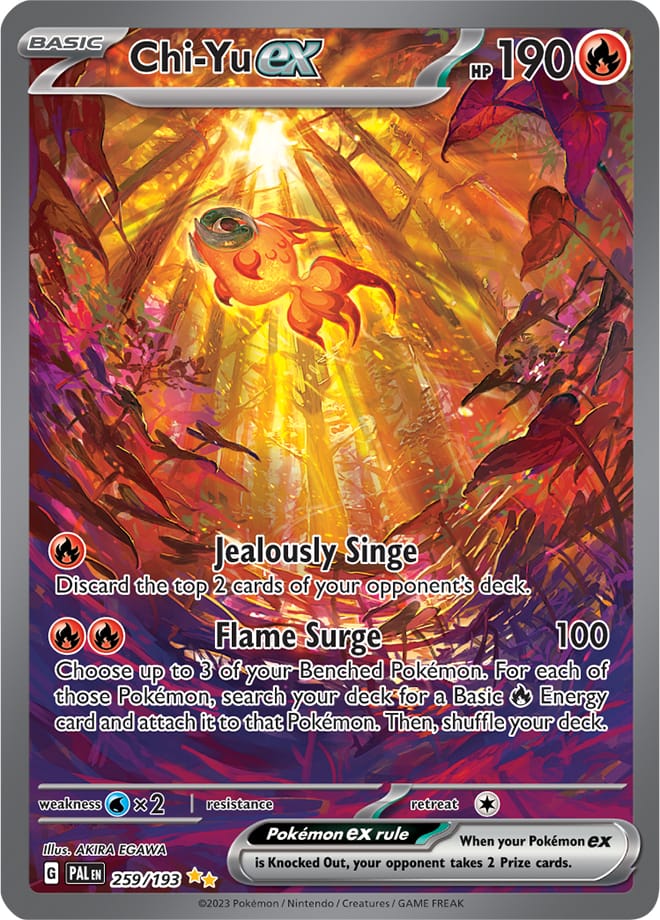 BASIC
Chi-Yu ex
HP 190
Jealously Singe
Discard the top 2 cards of your opponent's deck.
Flame Surge 100
Choose up to 3 of your Benched Pokémon. For each of
those Pokémon, search your deck for a Basic Energy
card and attach it to that Pokémon. Then, shuffle your deck.
weakness ×2 resistance retreat
Illus. AKIRA EGAWA
Pokémon ex rule When your Pokémon ex
is Knocked Out, your opponent takes 2 Prize cards.
G PAL EN 259/193
©2023 Pokémon / Nintendo / Creatures / GAME FREAK